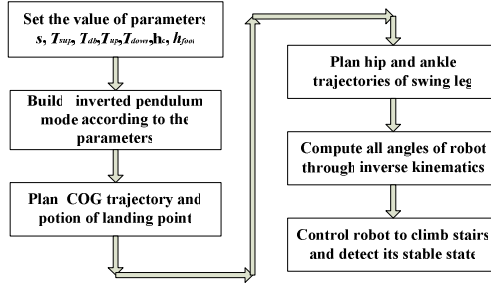 Set the value of parameters
s, Tsup, Tdb, Tup, Tdown, hc, hfoot
Build inverted pendulum
mode according to the
parameters
Plan COG trajectory and
potion of landing point
Plan hip and ankle
trajectories of swing leg
Compute all angles of robot
through inverse kinematics
Control robot to climb stairs
and detect its stable state